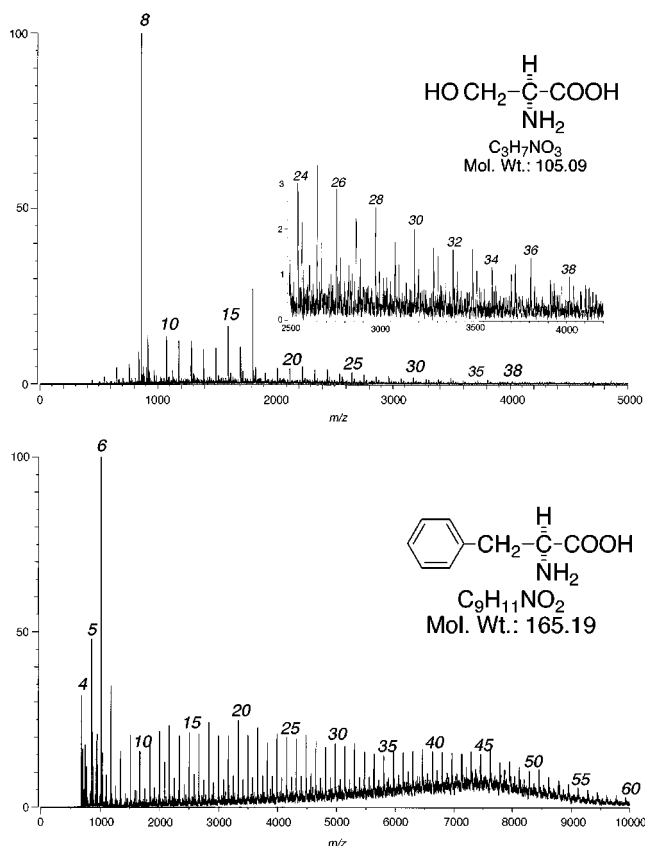 8
100
H
HO CH2-C-COOH
NH2
C3H7NO3
Mol. Wt.: 105.09
3
24
26
28
2
30
32
36
1
34
38
0
2500 3000 3500 4000
50
15
10
20 25 30 35 38
0
0 1000 2000 3000 4000 5000
m/z
6
100
H
CH2-C-COOH
NH2
C9H11NO2
Mol. Wt.: 165.19
50
5
4
20
15 25 30
10 35 40 45
50
55
60
0
0 1000 2000 3000 4000 5000 6000 7000 8000 9000 10000
m/z